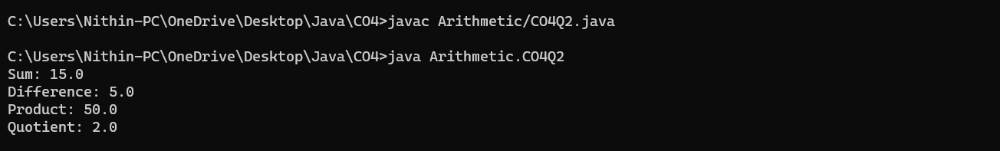 C:\Users\Nithin-PC\OneDrive\Desktop\Java\CO4>javac Arithmetic/CO4Q2.java
C:\Users\Nithin-PC\OneDrive\Desktop\Java\CO4>java Arithmetic.CO4Q2
Sum: 15.0
Difference: 5.0
Product: 50.0
Quotient: 2.0